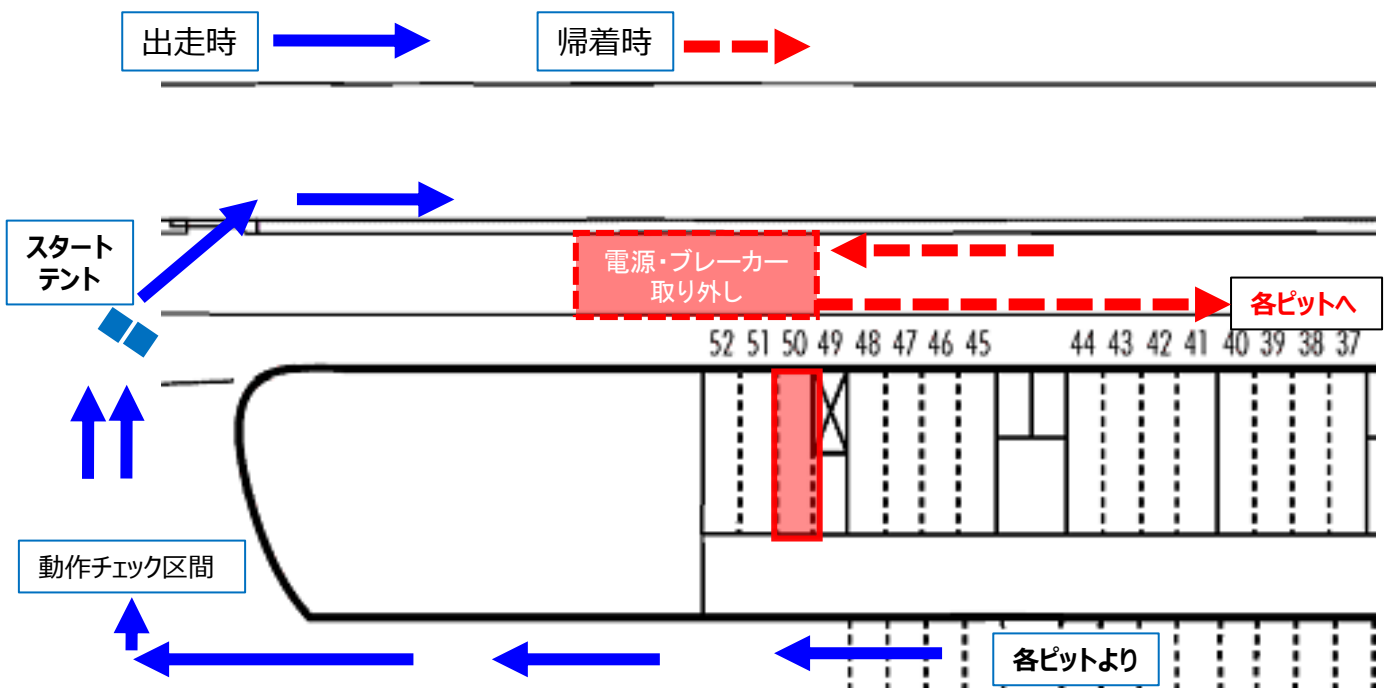 出走時
帰着時
スタート
テント
電源・ブレーカー
取り外し
各ピットへ
52 51 50 49 48 47 46 45 44 43 42 41 40 39 38 37
動作チェック区間
各ピットより